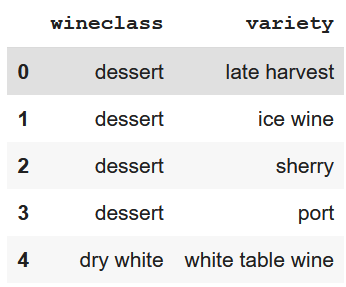 wineclass variety
0 dessert late harvest
1 dessert ice wine
2 dessert sherry
3 dessert port
4 dry white white table wine